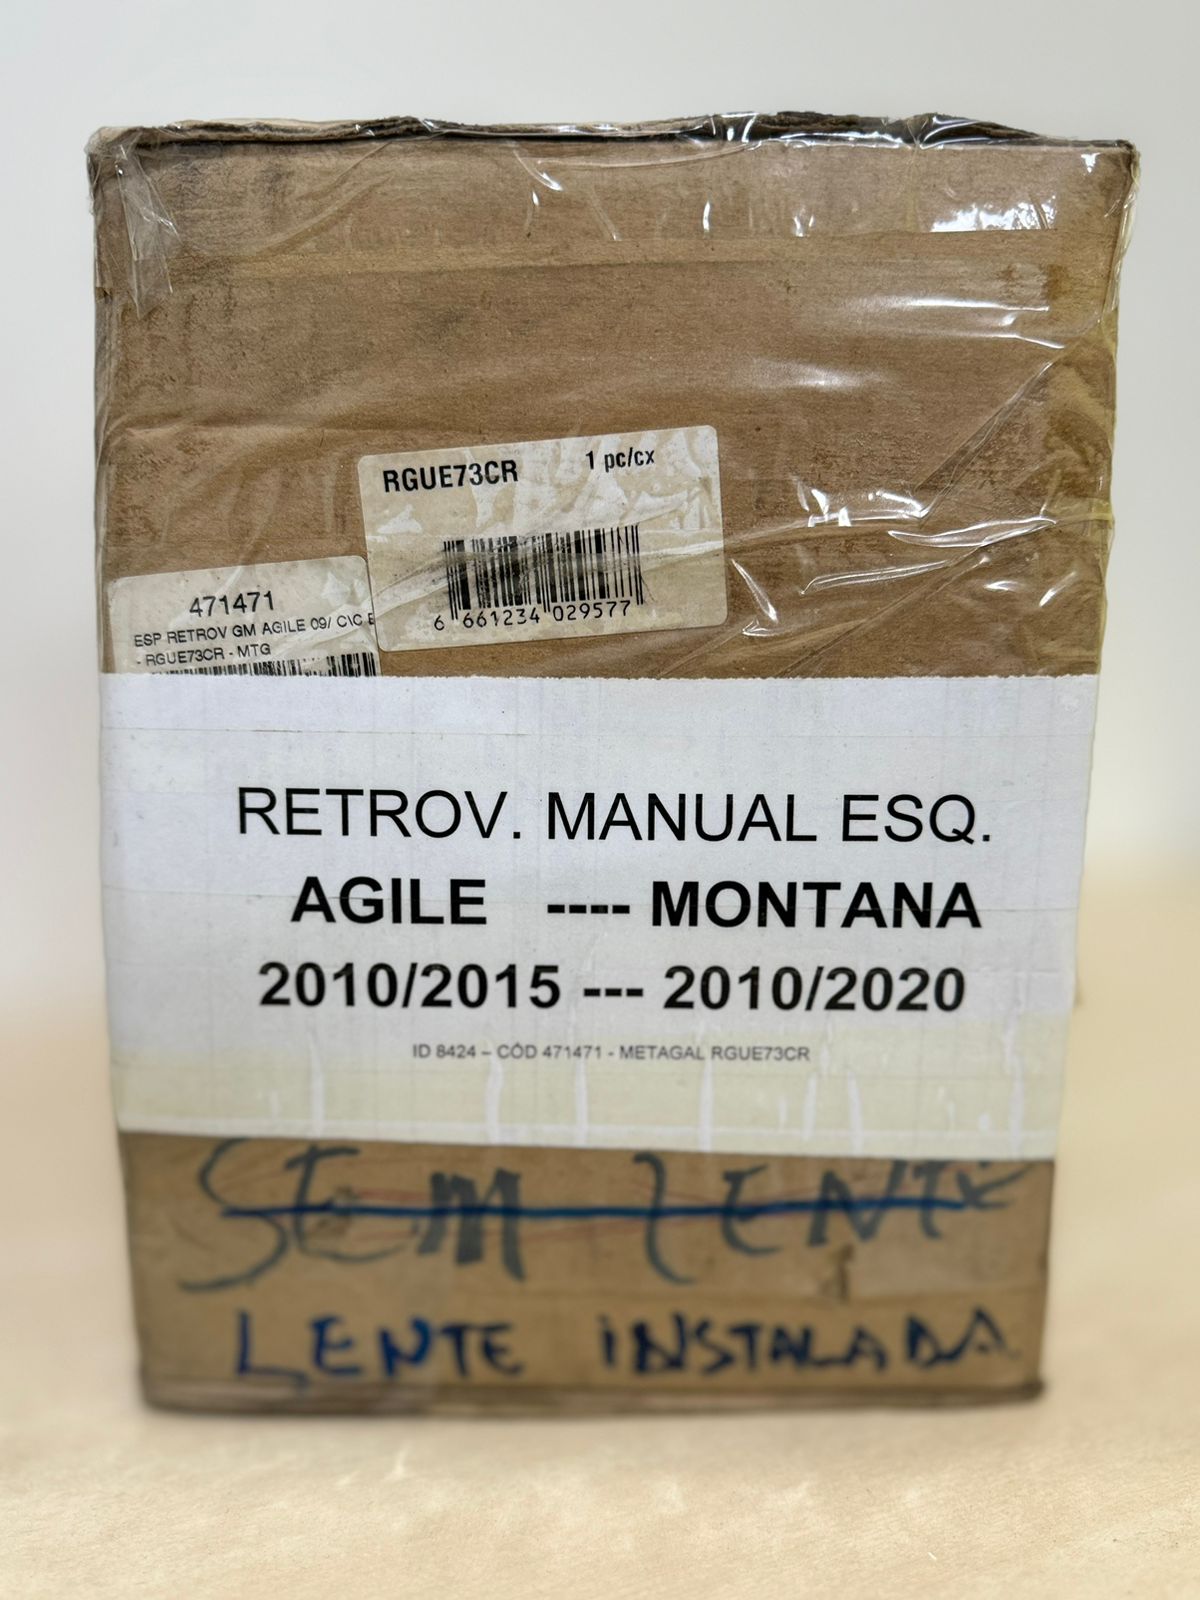 RGUE73CR 1 pc/cx
6 661234 029577
471471
ESP RETROV GM AGILE 09/ C\C E
- RGUE73CR - MTG
RETROV. MANUAL ESQ.
AGILE ---- MONTANA
2010/2015 --- 2010/2020
ID 8424 – CÓD 471471 - METAGAL RGUE73CR
SEM LENTE
LENTE INSTALADA